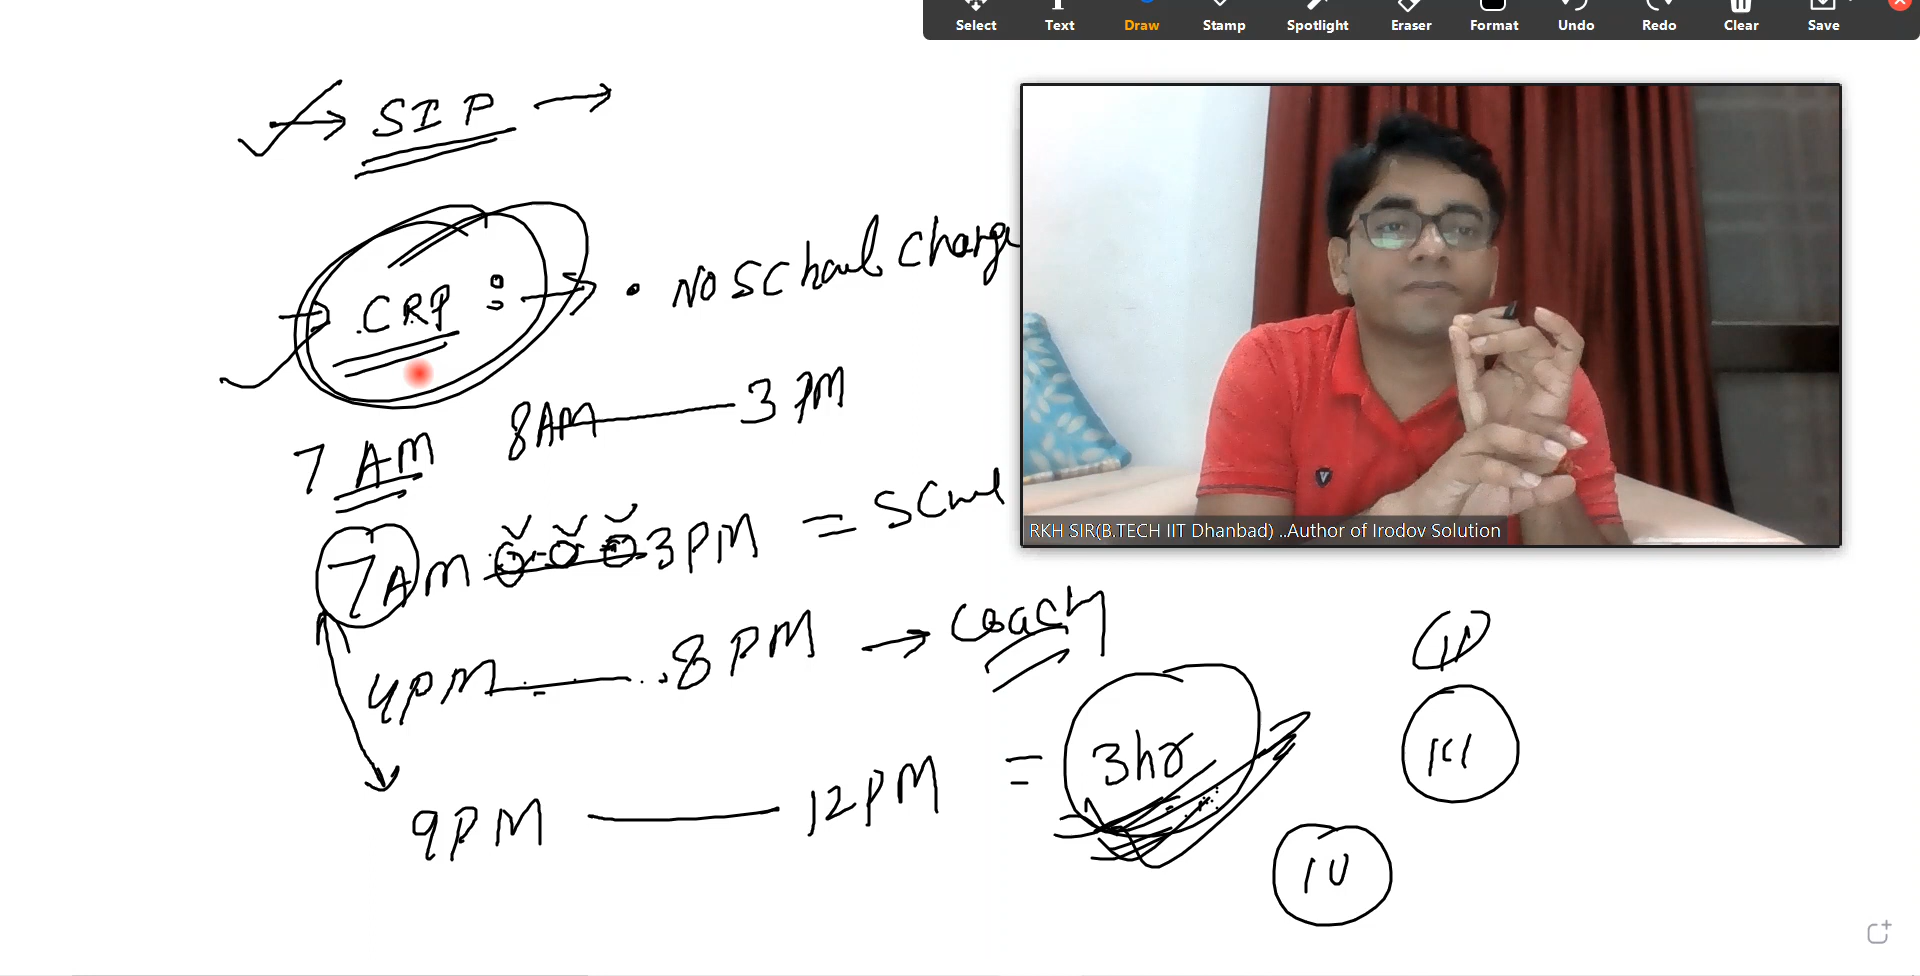 Select Text Draw Stamp Spotlight Eraser Format Undo Redo Clear Save
→ SIP →
→ CRP : → • NO SChool Charge
7 AM 8AM — 3 PM
7AM 3PM =
4PM — 8PM → Coach
9PM — 12PM = 3hr
11
10
RKH SIR(B.TECH IIT Dhanbad) ..Author of Irodov Solution